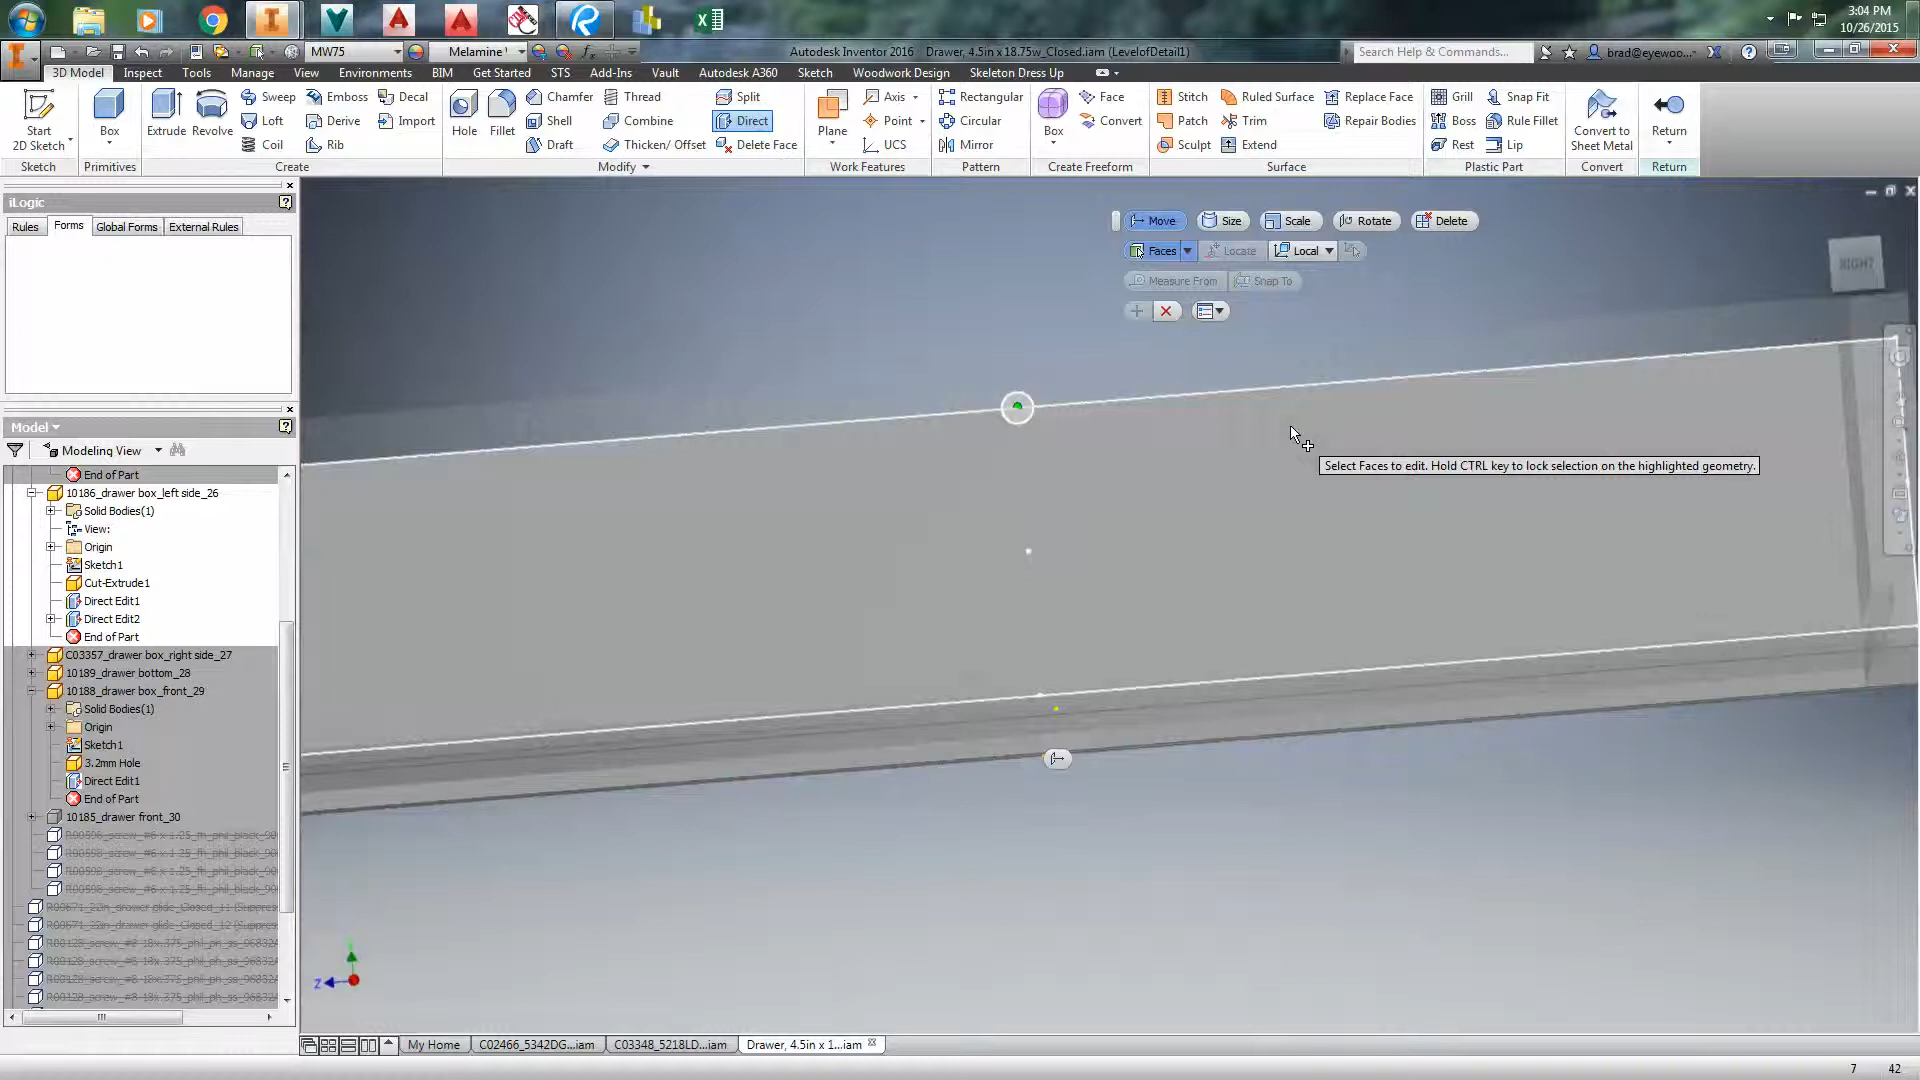 3:04 PM
10/26/2015
MW75
Melamine
Autodesk Inventor 2016 Drawer, 4.5in x 18.75w_Closed.iam (LevelofDetail1)
Search Help & Commands...
brad@eyewoo...
3D Model Inspect Tools Manage View Environments BIM Get Started STS Add-Ins Vault Autodesk A360 Sketch Woodwork Design Skeleton Dress Up
Start
2D Sketch
Box
Extrude
Revolve
Sweep
Loft
Coil
Emboss
Derive
Rib
Decal
Import
Hole
Fillet
Chamfer
Shell
Draft
Thread
Combine
Thicken/ Offset
Split
Direct
Delete Face
Plane
Axis
Point
UCS
Rectangular
Circular
Mirror
Box
Face
Convert
Stitch
Patch
Sculpt
Ruled Surface
Trim
Extend
Replace Face
Repair Bodies
Grill
Boss
Rest
Snap Fit
Rule Fillet
Lip
Convert to
Sheet Metal
Return
Sketch Primitives Create Modify Work Features Pattern Create Freeform Surface Plastic Part Convert Return
iLogic
Rules Forms Global Forms External Rules
Model
Modeling View
End of Part
10186_drawer box_left side_26
Solid Bodies(1)
View:
Origin
Sketch1
Cut-Extrude1
Direct Edit1
Direct Edit2
End of Part
C03357_drawer box_right side_27
10189_drawer bottom_28
10188_drawer box_front_29
Solid Bodies(1)
Origin
Sketch1
3.2mm Hole
Direct Edit1
End of Part
10185_drawer front_30
Move Size Scale Rotate Delete
Faces Locate Local
Measure From Snap To
RIGHT
Select Faces to edit. Hold CTRL key to lock selection on the highlighted geometry.
Z
My Home C02466_5342DG...iam C03348_5218LD...iam Drawer, 4.5in x 1...iam
7 42